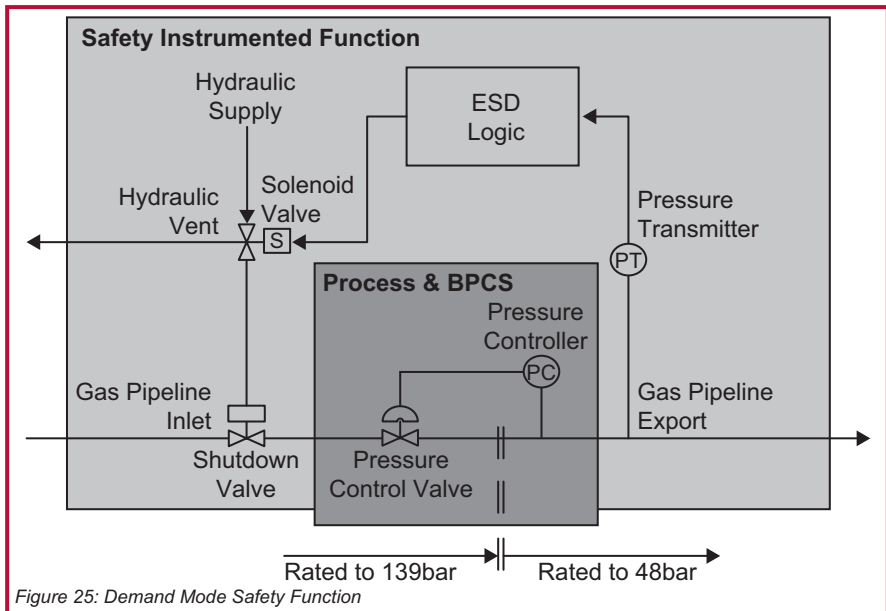 Safety Instrumented Function
Hydraulic
Supply
ESD
Logic
Hydraulic
Vent
Solenoid
Valve
S
Pressure
Transmitter
PT
Process & BPCS
Pressure
Controller
PC
Gas Pipeline
Inlet
Gas Pipeline
Export
Shutdown
Valve
Pressure
Control Valve
Rated to 139bar
Rated to 48bar
Figure 25: Demand Mode Safety Function